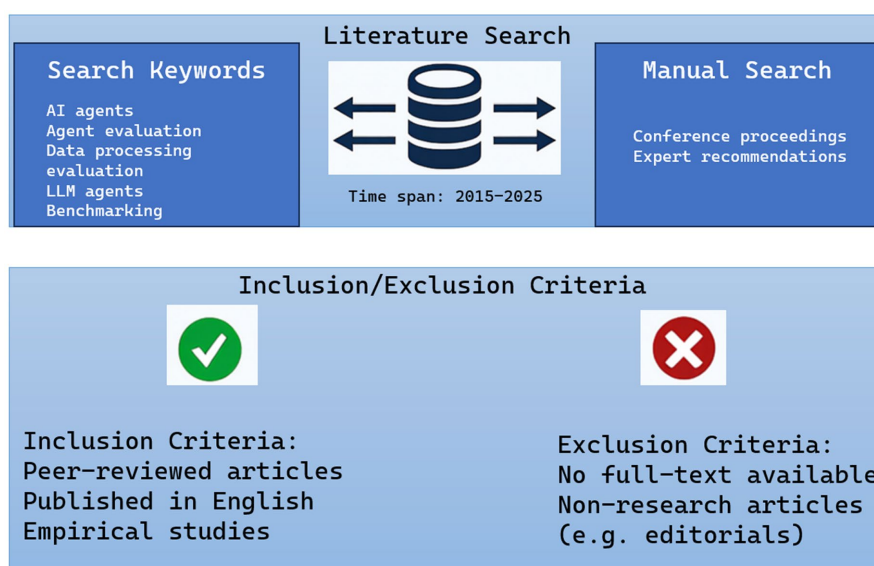 Literature Search
Search Keywords
AI agents
Agent evaluation
Data processing
evaluation
LLM agents
Benchmarking
Time span: 2015-2025
Manual Search
Conference proceedings
Expert recommendations
Inclusion/Exclusion Criteria
Inclusion Criteria:
Peer-reviewed articles
Published in English
Empirical studies
Exclusion Criteria:
No full-text available
Non-research articles
(e.g. editorials)